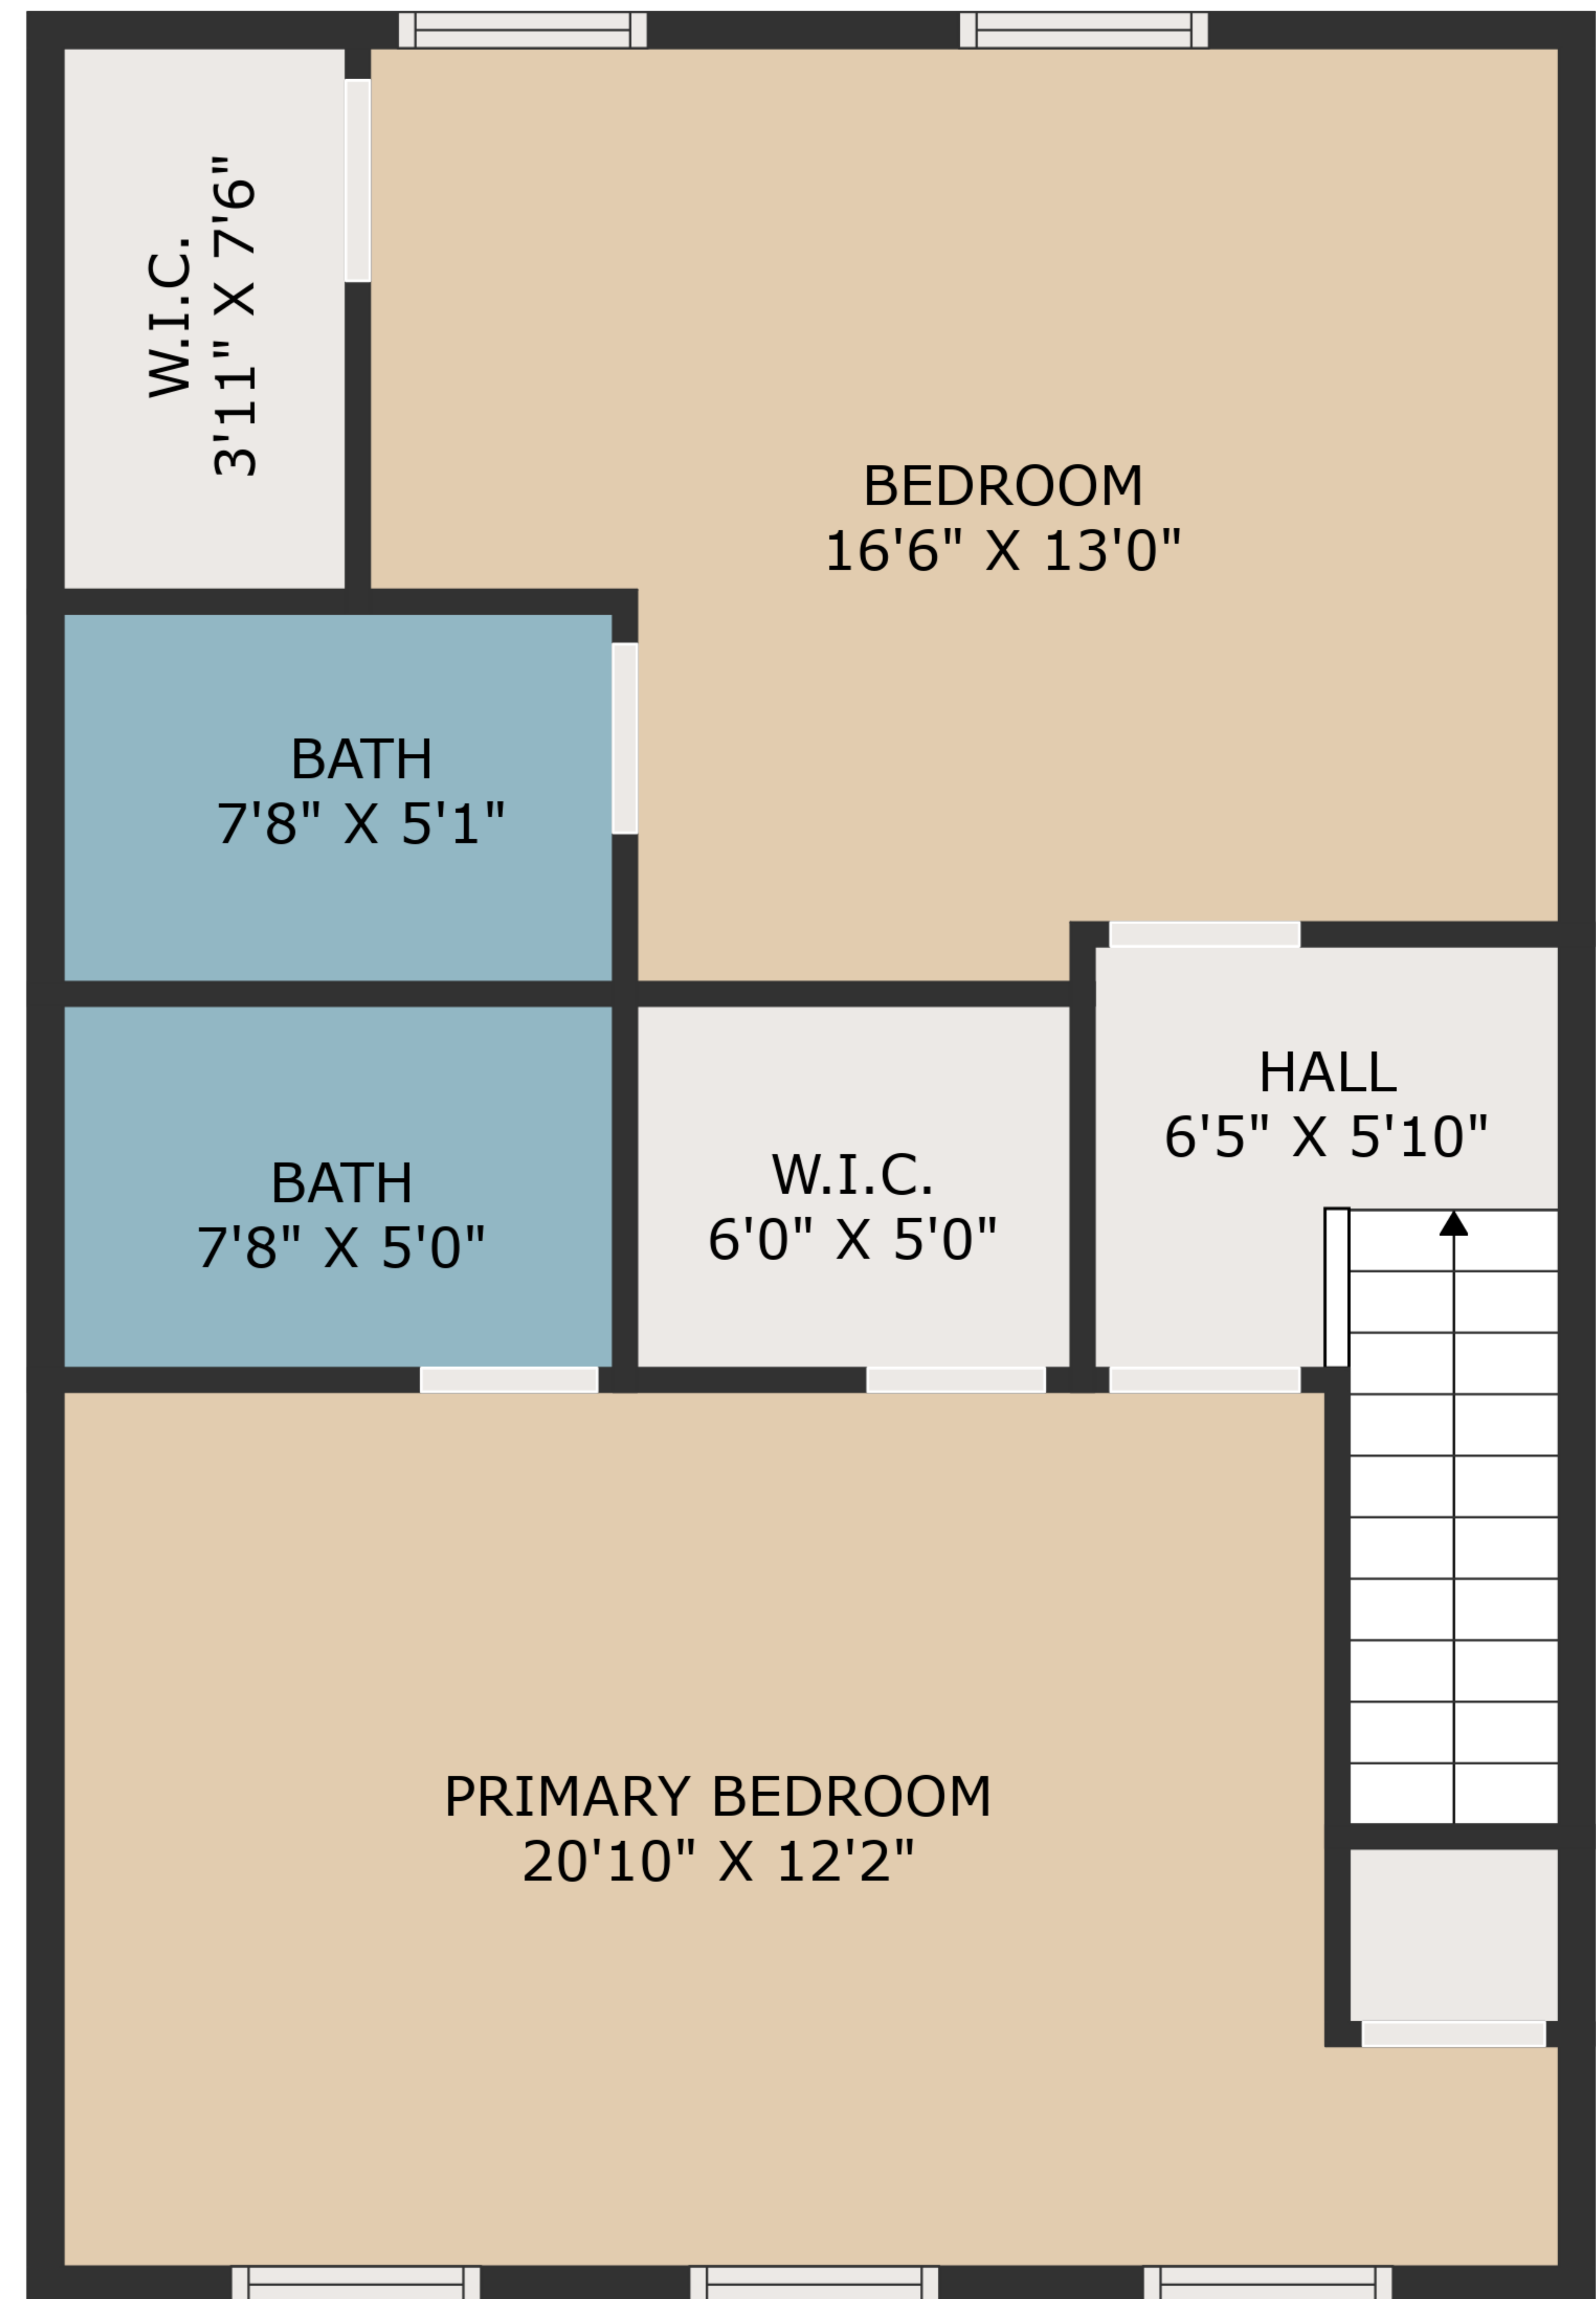 W.I.C.
3'11" X 7'6"
BEDROOM
16'6" X 13'0"
BATH
7'8" X 5'1"
HALL
6'5" X 5'10"
BATH
7'8" X 5'0"
W.I.C.
6'0" X 5'0"
PRIMARY BEDROOM
20'10" X 12'2"